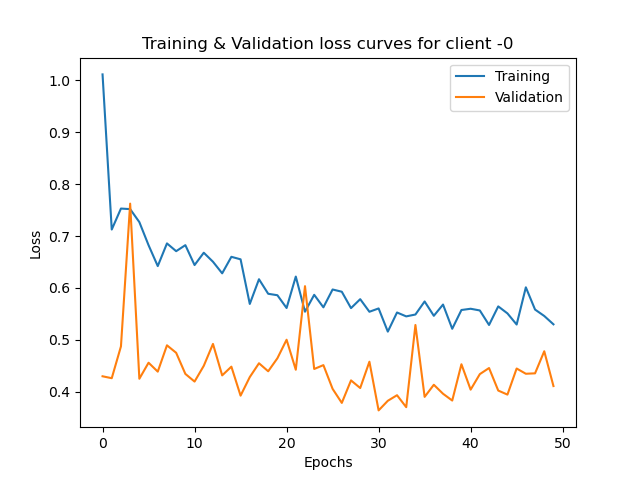 Training & Validation loss curves for client -0
Training
Validation
1.0
0.9
0.8
0.7
0.6
0.5
0.4
Loss
0 10 20 30 40 50
Epochs